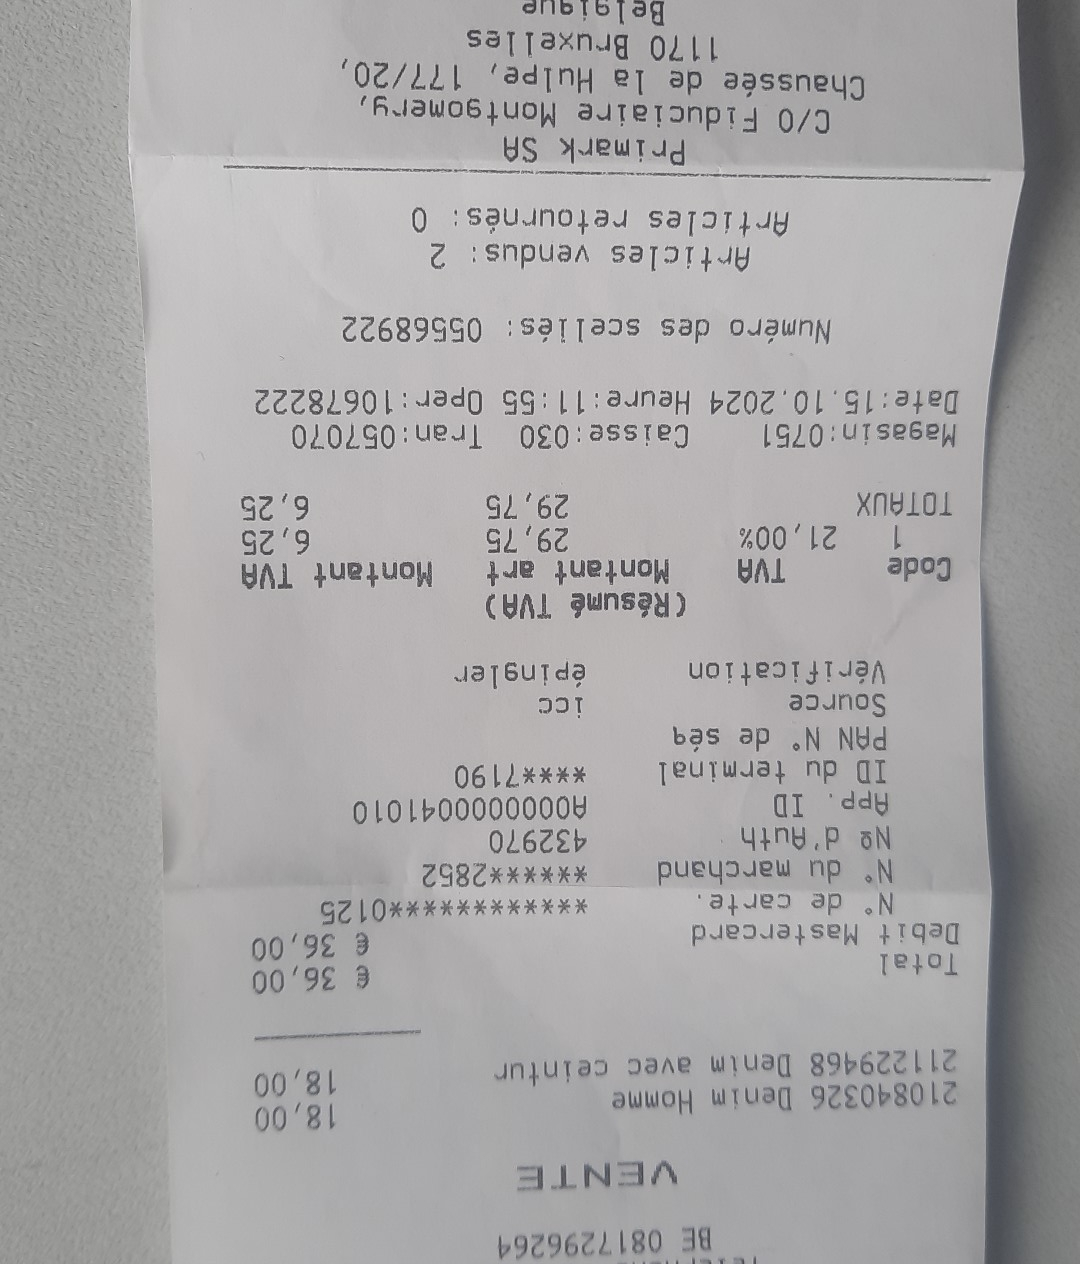 BE 0817296264
VENTE
210840326 Denim Homme 18,00
211229468 Denim avec ceintur 18,00
Total € 36,00
Debit Mastercard € 36,00
N° de carte. ************0125
N° du marchand ******2852
Nº d'Auth 432970
App. ID A0000000041010
ID du terminal ****7190
PAN N° de séq
Source icc
Vérification épingler
(Résumé TVA)
Code TVA Montant art Montant TVA
1 21,00% 29,75 6,25
TOTAUX 29,75 6,25
Magasin:0751 Caisse:030 Tran:057070
Date:15.10.2024 Heure:11:55 Oper:10678222
Numéro des scellés: 05568922
Articles vendus: 2
Articles retournés: 0
Primark SA
C/O Fiduciaire Montgomery,
Chaussée de la Hulpe, 177/20,
1170 Bruxelles
Belgique